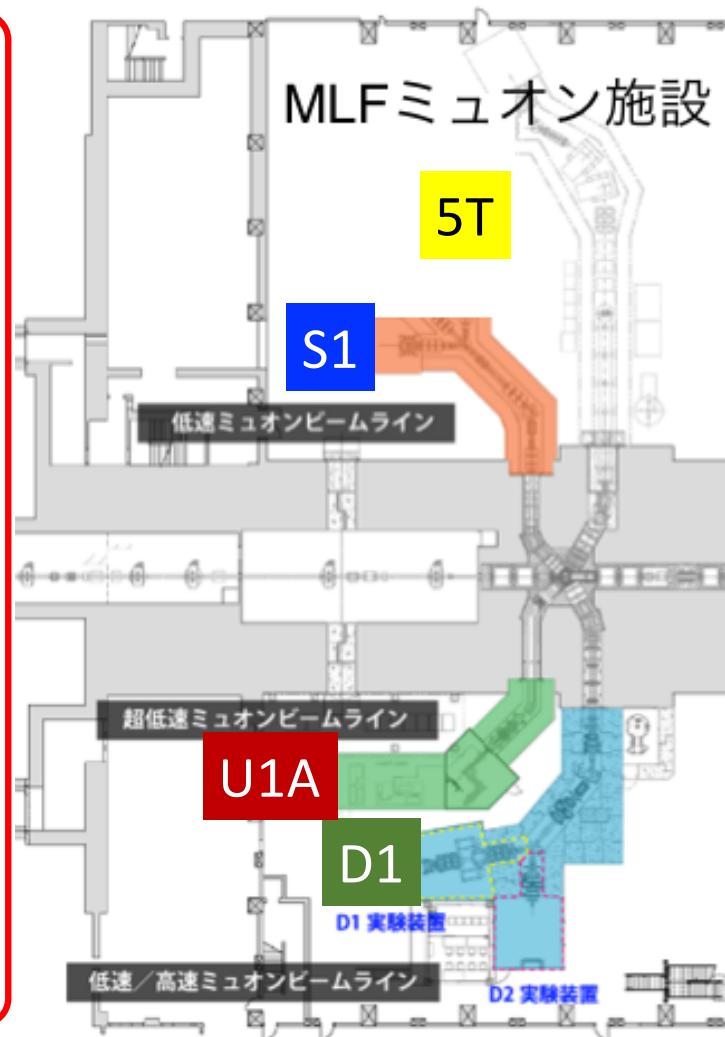 MLFミュオン施設
5T
S1
低速ミュオンビームライン
超低速ミュオンビームライン
U1A
D1
D1 実験装置
低速／高速ミュオンビームライン
D2 実験装置